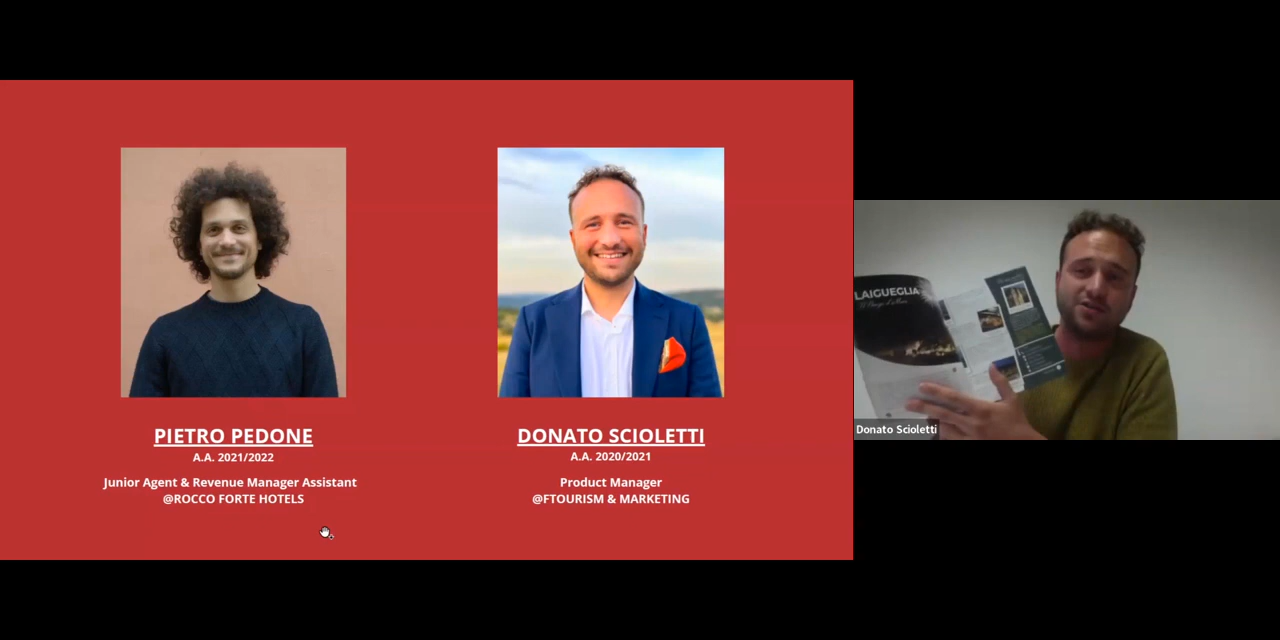 PIETRO PEDONE
A.A. 2021/2022
Junior Agent & Revenue Manager Assistant
@ROCCO FORTE HOTELS
DONATO SCIOLETTI
A.A. 2020/2021
Product Manager
@FTOURISM & MARKETING
LAIGUEGLIA
Donato Scioletti